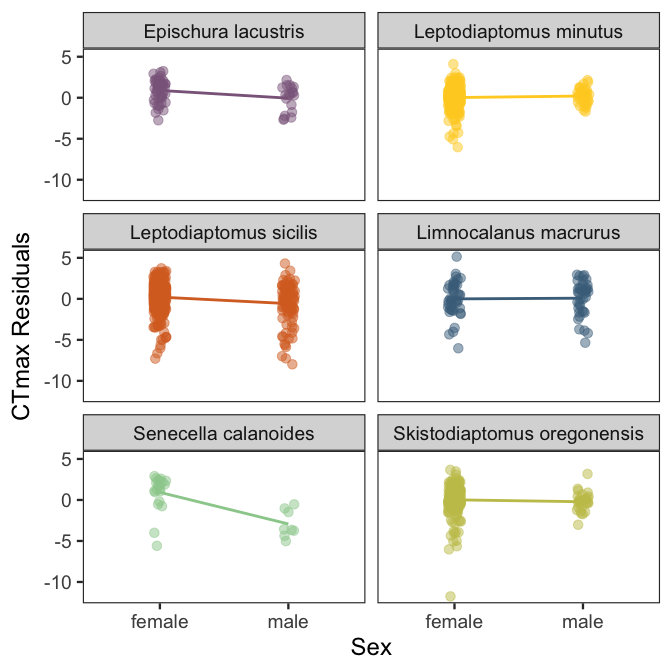 Epischura lacustris
Leptodiaptomus minutus
5
0
-5
-10
Leptodiaptomus sicilis
Limnocalanus macrurus
5
0
-5
-10
CTmax Residuals
Senecella calanoides
Skistodiaptomus oregonensis
5
0
-5
-10
female
male
female
male
Sex